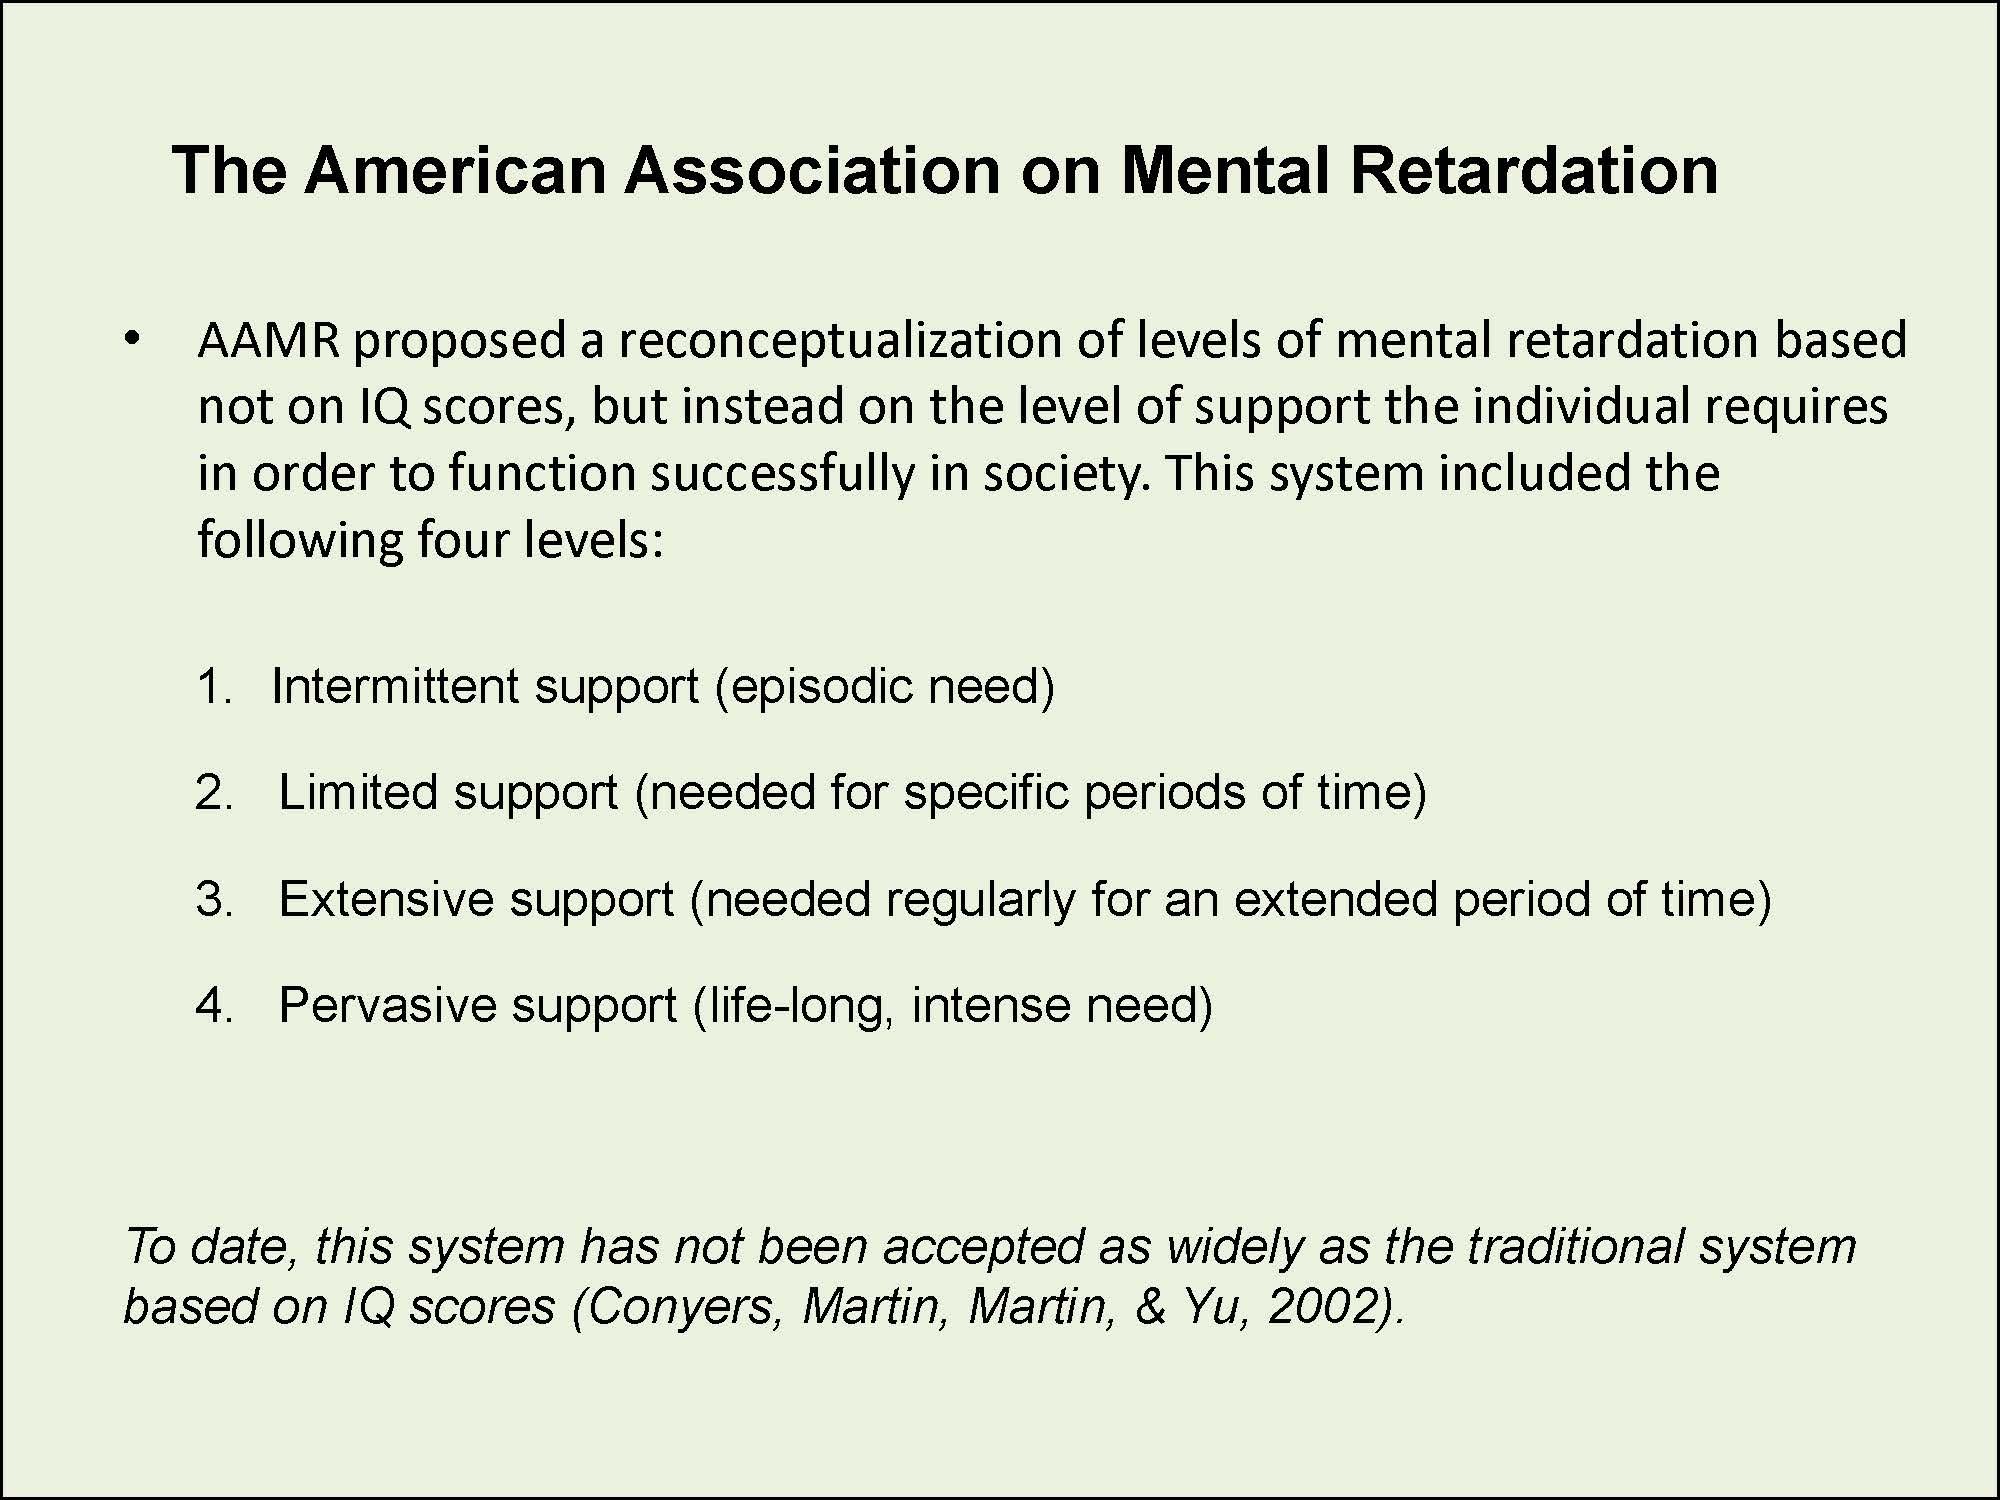 The American Association on Mental Retardation
• AAMR proposed a reconceptualization of levels of mental retardation based
not on IQ scores, but instead on the level of support the individual requires
in order to function successfully in society. This system included the
following four levels:
1. Intermittent support (episodic need)
2. Limited support (needed for specific periods of time)
3. Extensive support (needed regularly for an extended period of time)
4. Pervasive support (life-long, intense need)
To date, this system has not been accepted as widely as the traditional system
based on IQ scores (Conyers, Martin, Martin, & Yu, 2002).